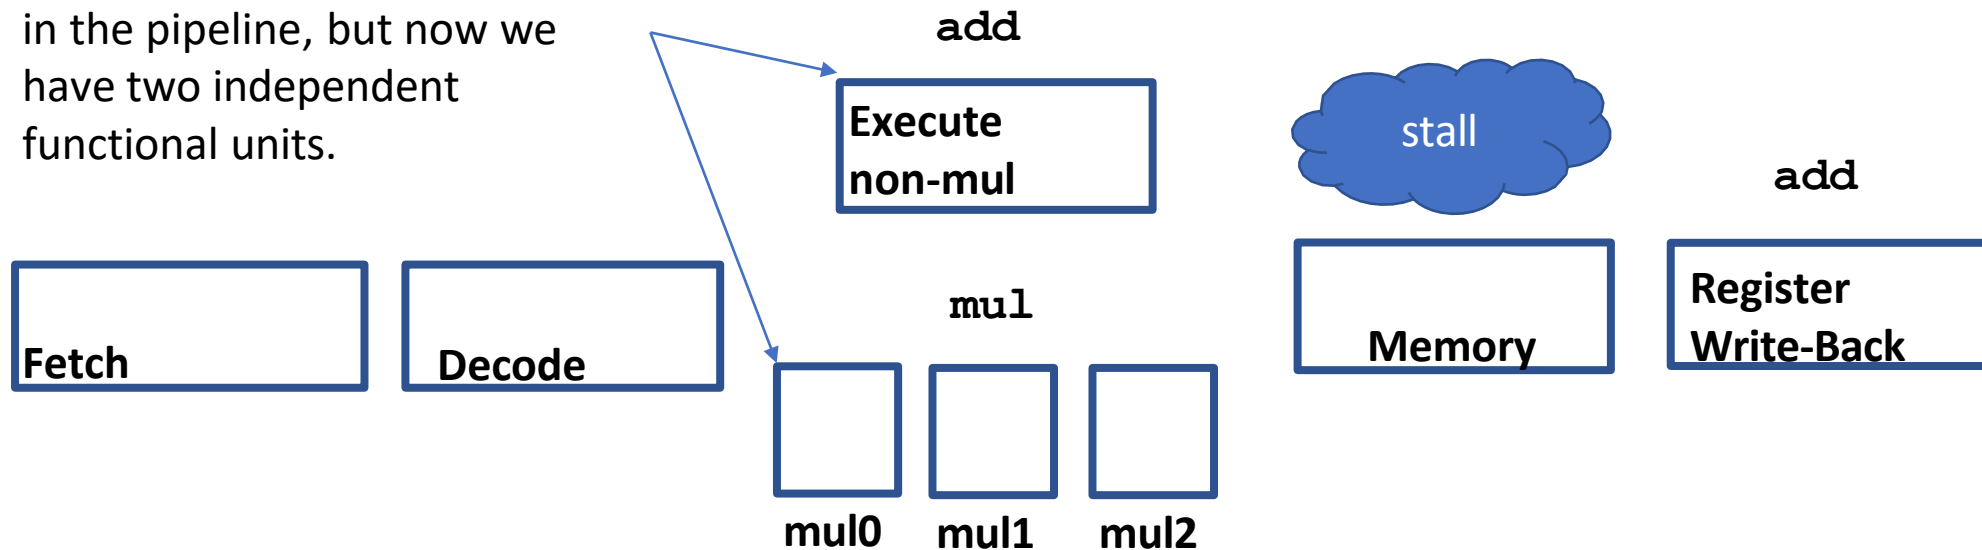 in the pipeline, but now we
have two independent
functional units.
add
Execute
non-mul
stall
add
mul
Fetch
Decode
Memory
Register
Write-Back
mul0
mul1
mul2